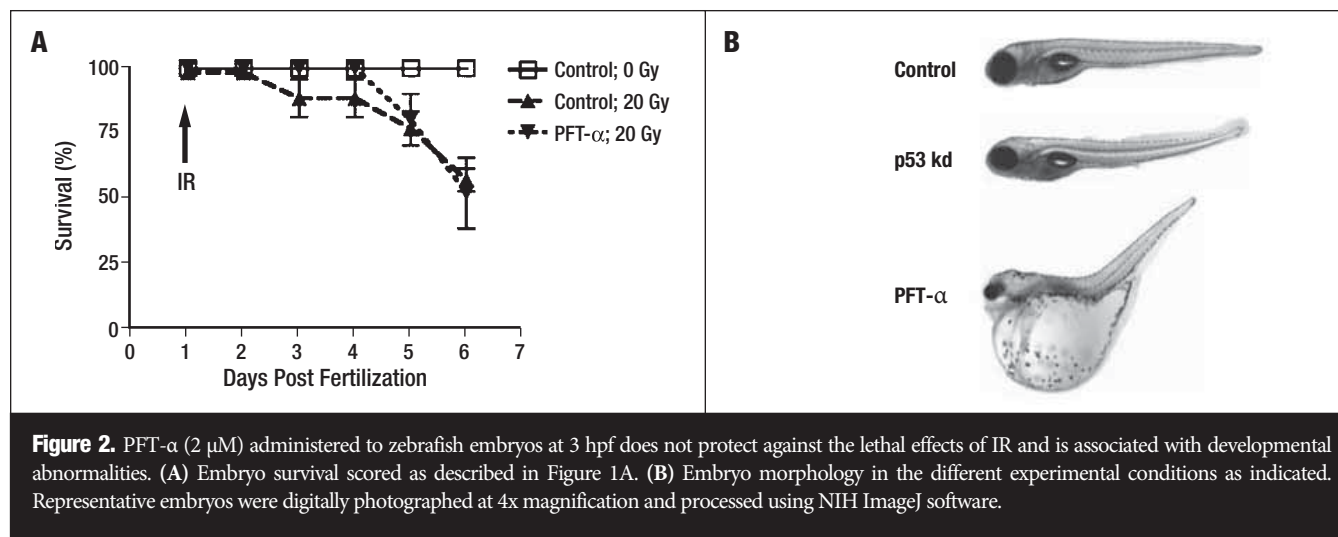 A
100
75
50
25
0
Survival (%)
IR
0 1 2 3 4 5 6 7
Days Post Fertilization
Control; 0 Gy
Control; 20 Gy
PFT-α; 20 Gy
B
Control
p53 kd
PFT-α
Figure 2. PFT-α (2 μM) administered to zebrafish embryos at 3 hpf does not protect against the lethal effects of IR and is associated with developmental
abnormalities. (A) Embryo survival scored as described in Figure 1A. (B) Embryo morphology in the different experimental conditions as indicated.
Representative embryos were digitally photographed at 4x magnification and processed using NIH ImageJ software.